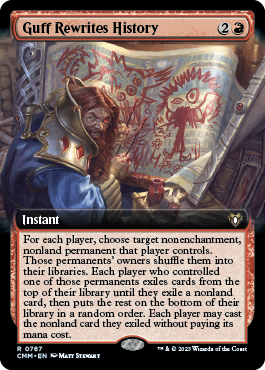 Guff Rewrites History 2
Instant
For each player, choose target nonenchantment,
nonland permanent that player controls.
Those permanents' owners shuffle them into
their libraries. Each player who controlled
one of those permanents exiles cards from
the top of their library until they exile a nonland
card, then puts the rest on the bottom of their
library in a random order. Each player may cast
the nonland card they exiled without paying its
mana cost.
R 0767
CMM • EN MATT STEWART
™ & © 2023 Wizards of the Coast